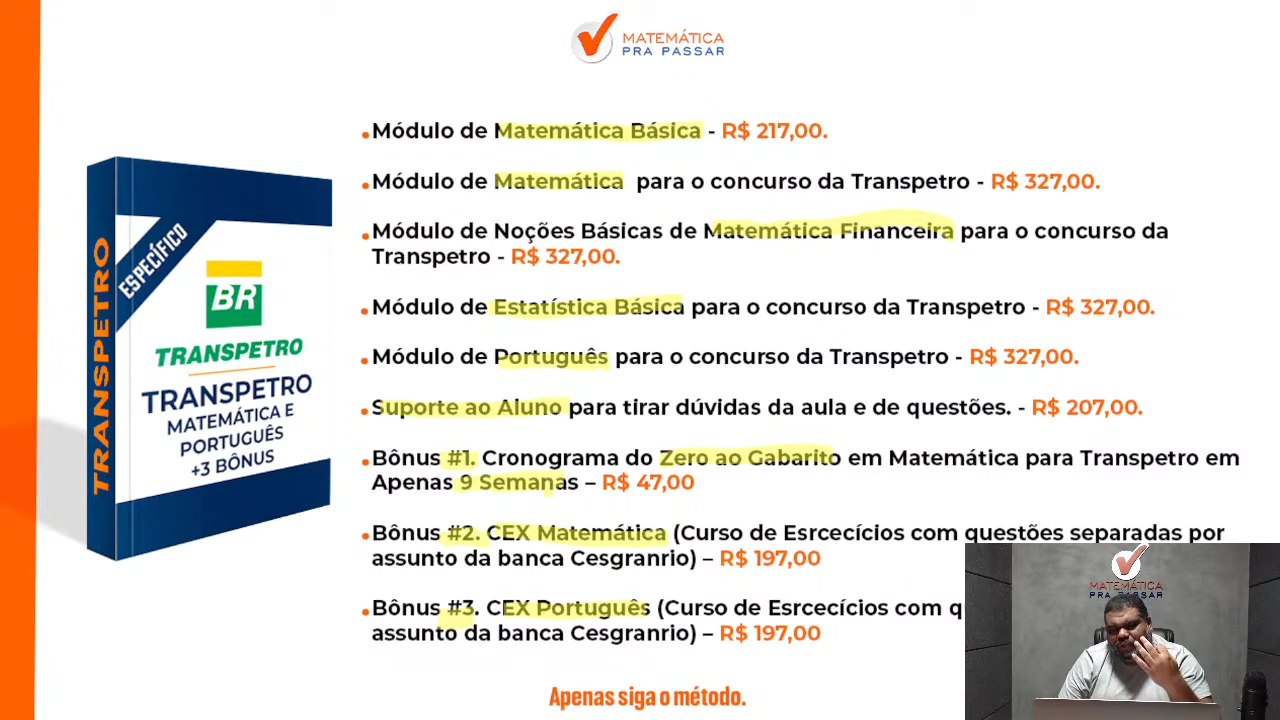 MATEMÁTICA
PRA PASSAR
•Módulo de Matemática Básica - R$ 217,00.
•Módulo de Matemática para o concurso da Transpetro - R$ 327,00.
•Módulo de Noções Básicas de Matemática Financeira para o concurso da
Transpetro - R$ 327,00.
•Módulo de Estatística Básica para o concurso da Transpetro - R$ 327,00.
•Módulo de Português para o concurso da Transpetro - R$ 327,00.
•Suporte ao Aluno para tirar dúvidas da aula e de questões. - R$ 207,00.
•Bônus #1. Cronograma do Zero ao Gabarito em Matemática para Transpetro em
Apenas 9 Semanas – R$ 47,00
•Bônus #2. CEX Matemática (Curso de Esrcecícios com questões separadas por
assunto da banca Cesgranrio) – R$ 197,00
•Bônus #3. CEX Português (Curso de Esrcecícios com q
assunto da banca Cesgranrio) – R$ 197,00
TRANSPETRO
ESPECÍFICO
BR
TRANSPETRO
TRANSPETRO
MATEMÁTICA E
PORTUGUÊS
+3 BÔNUS
MATEMÁTICA
PRA PASSAR
Apenas siga o método.